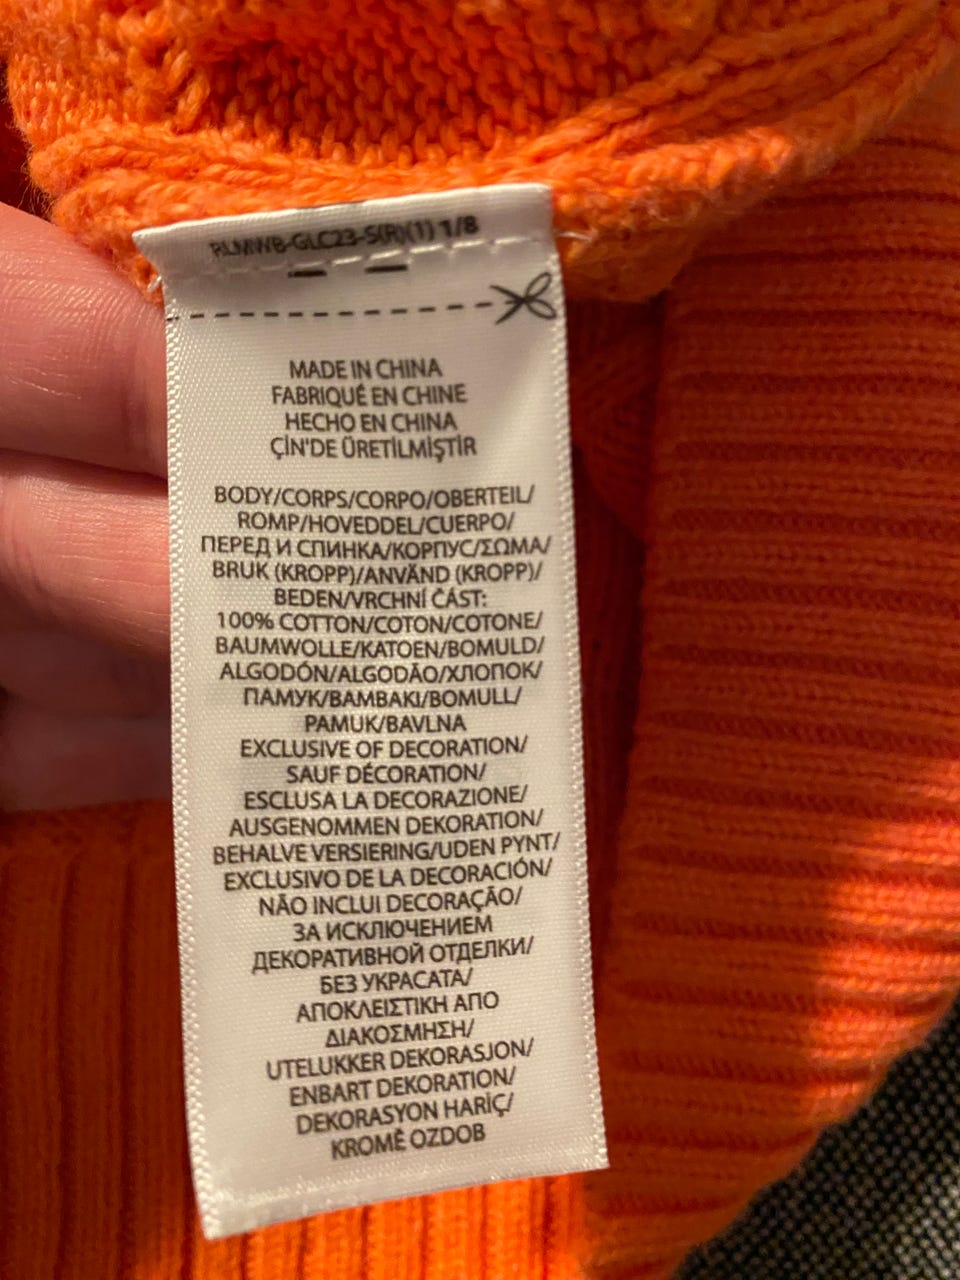 RLMWB-GLC23-S(R)(1) 1/8
MADE IN CHINA
FABRIQUÉ EN CHINE
HECHO EN CHINA
ÇİN'DE ÜRETİLMİŞTİR
BODY/CORPS/CORPO/OBERTEIL/
ROMP/HOVEDDEL/CUERPO/
ПЕРЕД И СПИНКА/КОРПУС/ΣΩΜΑ/
BRUK (KROPP)/ANVÄND (KROPP)/
BEDEN/VRCHNÍ ČÁST:
100% COTTON/COTON/COTONE/
BAUMWOLLE/KATOEN/BOMULD/
ALGODÓN/ALGODÃO/ХЛОПОК/
ПАМУК/BAMBAKI/BOMULL/
PAMUK/BAVLNA
EXCLUSIVE OF DECORATION/
SAUF DÉCORATION/
ESCLUSA LA DECORAZIONE/
AUSGENOMMEN DEKORATION/
BEHALVE VERSIERING/UDEN PYNT/
EXCLUSIVO DE LA DECORACIÓN/
NÃO INCLUI DECORAÇÃO/
ЗА ИСКЛЮЧЕНИЕМ
ДЕКОРАТИВНОЙ ОТДЕЛКИ/
БЕЗ УКРАСАТА/
ΑΠΟΚΛΕΙΣΤΙΚΗ ΑΠΟ
ΔΙΑΚΟΣΜΗΣΗ/
UTELUKKER DEKORASJON/
ENBART DEKORATION/
DEKORASYON HARİÇ/
KROMĚ OZDOB